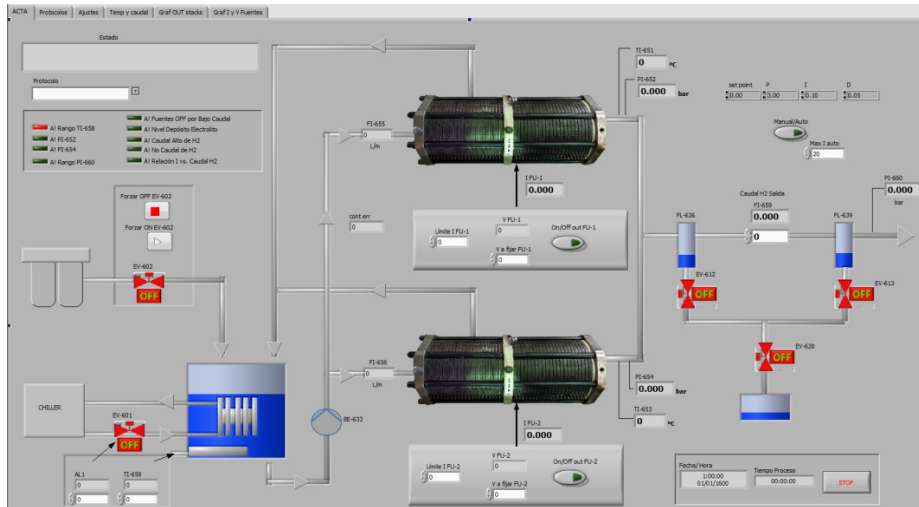 ACTA Protocolos Ajustes Temp y caudal Graf OUT stacks Graf I y V Fuentes
Estado
Protocolo
A! Rango TI-658
A! PI-652
A! PI-654
A! Rango PI-660
A! Fuentes OFF por Bajo Caudal
A! Nivel Depósito Electrolito
A! Caudal Alto de H2
A! No Caudal de H2
A! Relación I vs. Caudal H2
Forzar OFF EV-602
Forzar ON EV-602
EV-602
OFF
CHILLER
EV-601
OFF
AL1
0
0
TI-658
0
0
BE-633
cont err
0
FI-655
0
L/m
TI-651
0 ºC
PI-652
0.000 bar
I FU-1
0.000
Límite I FU-1
0
V FU-1
0
V a fijar FU-1
0
On/Off out FU-1
FI-656
0
L/m
PI-654
0.000 bar
TI-653
0 ºC
I FU-2
0.000
Límite I FU-2
0
V FU-2
0
V a fijar FU-2
0
On/Off out FU-2
set point P I D
0.00 3.00 0.10 0.05
Manual/Auto
Max I auto
20
Caudal H2 Salida
FI-659
0.000
0
PI-660
0.000
bar
FL-636
FL-639
EV-612
OFF
EV-613
OFF
EV-620
OFF
Fecha/ Hora
1:00:00
01/01/1600
Tiempo Proceso
00:00:00
STOP